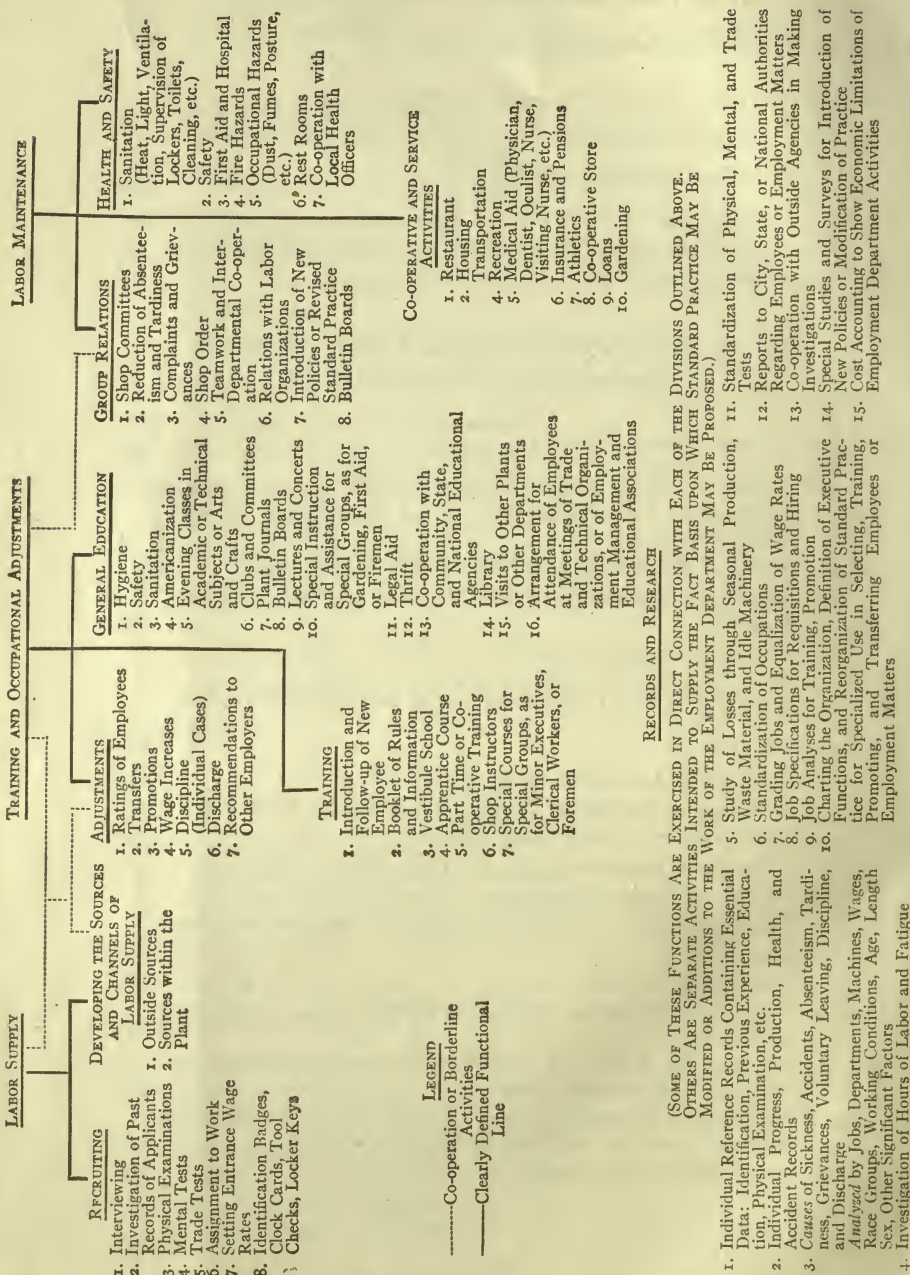 LABOR SUPPLY
RECRUITING
1. Interviewing
2. Investigation of Past
Records of Applicants
3. Physical Examinations
4. Mental Tests
5. Trade Tests
6. Assignment to Work
7. Setting Entrance Wage
Rates
8. Identification Badges,
Clock Cards, Tool
Checks, Locker Keys
DEVELOPING THE SOURCES
AND CHANNELS OF
LABOR SUPPLY
1. Outside Sources
2. Sources within the
Plant
TRAINING AND OCCUPATIONAL ADJUSTMENTS
ADJUSTMENTS
1. Ratings of Employees
2. Transfers
3. Promotions
4. Wage Increases
5. Discipline
(Individual Cases)
6. Discharge
7. Recommendations to
Other Employers
TRAINING
1. Introduction and
Follow-up of New
Employee
2. Booklet of Rules
and Information
3. Vestibule School
4. Apprentice Course
5. Part Time or Co-
operative Training
6. Shop Instructors
7. Special Courses for
Special Groups, as
for Minor Executives,
Clerical Workers, or
Foremen
GENERAL EDUCATION
1. Hygiene
2. Safety
3. Sanitation
4. Americanization
5. Evening Classes in
Academic or Technical
Subjects or Arts
and Crafts
6. Clubs and Committees
7. Plant Journals
8. Bulletin Boards
9. Lectures and Concerts
10. Special Instruction
and Assistance for
Special Groups, as for
Gardening, First Aid,
or Firemen
11. Legal Aid
12. Thrift
13. Co-operation with
Community, State,
and National Educational
Agencies
14. Library
15. Visits to Other Plants
or Other Departments
16. Arrangement for
Attendance of Employees
at Meetings of Trade
and Technical Organi-
zations, or of Employ-
ment Management and
Educational Associations
LABOR MAINTENANCE
GROUP RELATIONS
1. Shop Committees
2. Reduction of Absentee-
ism and Tardiness
3. Complaints and Griev-
ances
4. Shop Order
5. Teamwork and Inter-
Departmental Co-oper-
ation
6. Relations with Labor
Organizations
7. Introduction of New
Policies or Revised
Standard Practice
8. Bulletin Boards
HEALTH AND SAFETY
1. Sanitation
(Heat, Light, Ventila-
tion, Supervision of
Lockers, Toilets,
Cleaning, etc.)
2. Safety
3. First Aid and Hospital
4. Fire Hazards
5. Occupational Hazards
(Dust, Fumes, Posture,
etc.)
6. Rest Rooms
7. Co-operation with
Local Health
Officers
CO-OPERATIVE AND SERVICE
ACTIVITIES
1. Restaurant
2. Housing
Transportation
4. Recreation
5. Medical Aid (Physician,
Dentist, Oculist, Nurse,
Visiting Nurse, etc.)
6. Insurance and Pensions
7. Athletics
8. Co-operative Store
9. Loans
10. Gardening
LEGEND
Co-operation or Borderline
Activities
Clearly Defined Functional
Line
RECORDS AND RESEARCH
(SOME OF THESE FUNCTIONS ARE EXERCISED IN DIRECT CONNECTION WITH EACH OF THE DIVISIONS OUTLINED ABOVE.
OTHERS ARE SEPARATE ACTIVITIES INTENDED TO SUPPLY THE FACT BASIS UPON WHICH STANDARD PRACTICE MAY BE
MODIFIED OR ADDITIONS TO THE WORK OF THE EMPLOYMENT DEPARTMENT MAY BE PROPOSED.)
1. Individual Reference Records Containing Essential
Data: Identification, Previous Experience, Educa-
tion, Physical Examination, etc.
2. Individual Progress, Production, Health, and
Accident Records
3. Causes of Sickness, Accidents, Absenteeism, Tardi-
ness, Grievances, Voluntary Leaving, Discipline,
and Discharge
Analyzed by Jobs, Departments, Machines, Wages,
Race Groups, Working Conditions, Age, Length
Sex, Other Significant Factors
4. Investigation of Hours of Labor and Fatigue
5. Study of Losses through Seasonal Production,
Waste Material, and Idle Machinery
6. Standardization of Occupations
7. Grading Jobs and Equalization of Wage Rates
8. Job Specifications for Requisitions and Hiring
9. Job Analyses for Training, Promotion
10. Charting the Organization, Definition of Executive
Functions, and Reorganization of Standard Prac-
tice for Specialized Use in Selecting, Training,
Promoting, and Transferring Employees or
Employment Matters
11. Standardization of Physical, Mental, and Trade
Tests
12. Reports to City, State, or National Authorities
Regarding Employees or Employment Matters
13. Co-operation with Outside Agencies in Making
Investigations
14. Special Studies and Surveys for Introduction of
New Policies or Modification of Practice
15. Cost Accounting to Show Economic Limitations of
Employment Department Activities